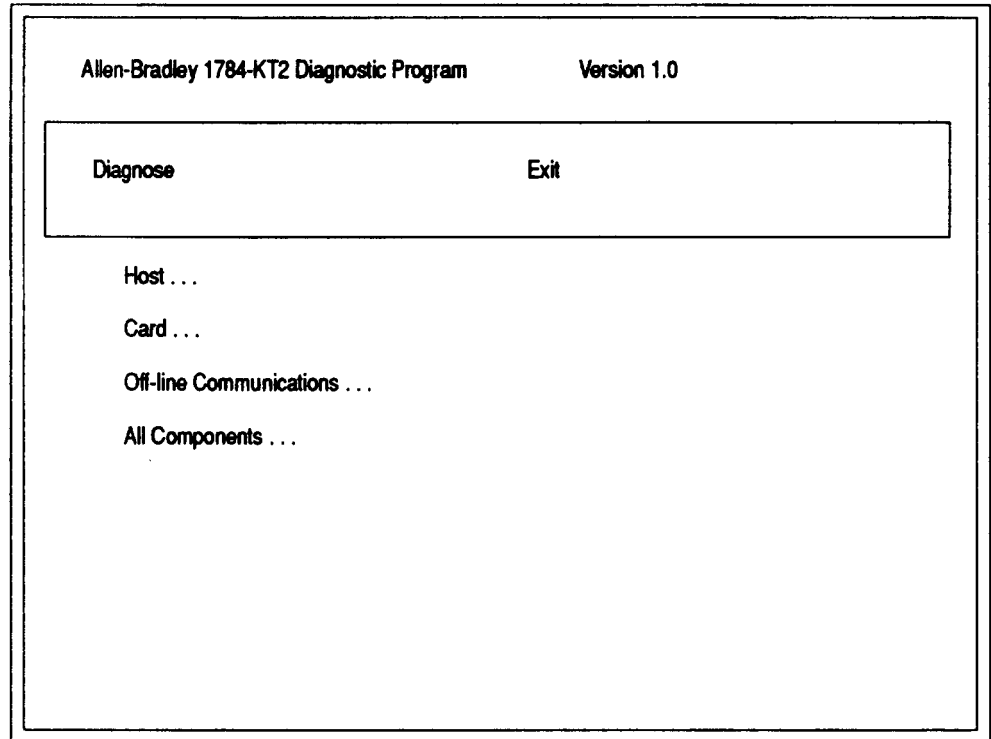 Allen-Bradley 1784-KT2 Diagnostic Program Version 1.0
Diagnose Exit
Host . . .
Card . . .
Off-line Communications . . .
All Components . . .